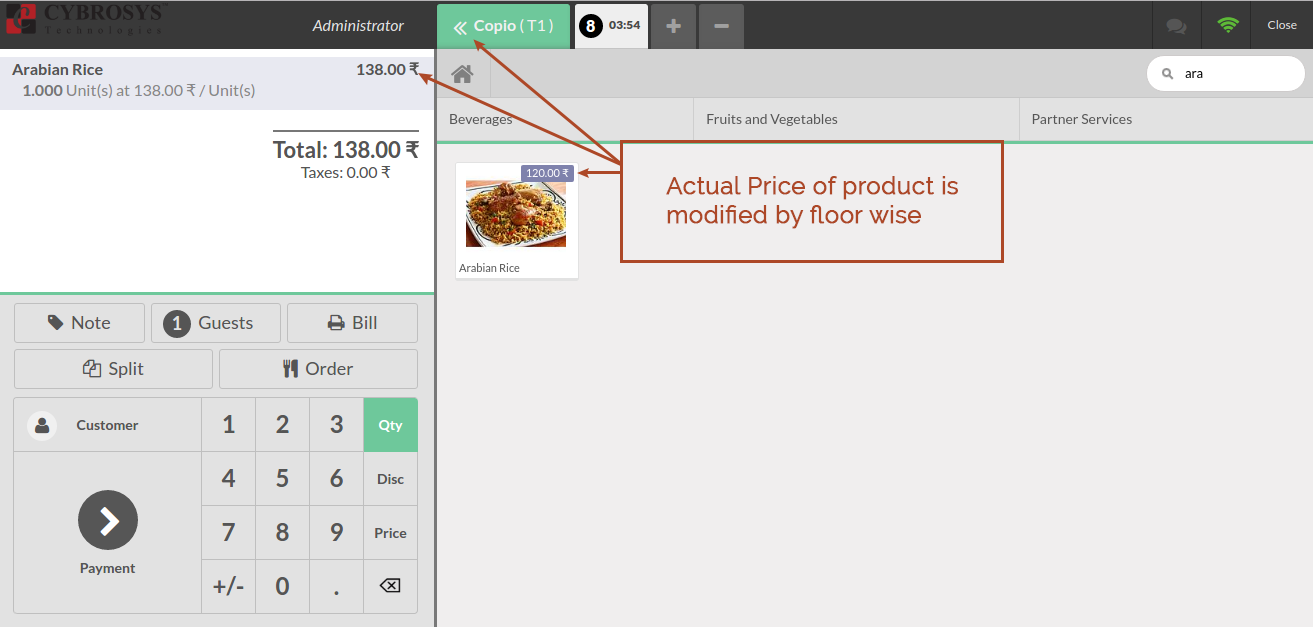 CYBROSYS
Technologies
Administrator
Copio ( T1 )
8 03:54
Close
Arabian Rice 138.00 ₹
1.000 Unit(s) at 138.00 ₹ / Unit(s)
Total: 138.00 ₹
Taxes: 0.00 ₹
ara
Beverages
Fruits and Vegetables
Partner Services
120.00 ₹
Arabian Rice
Actual Price of product is
modified by floor wise
Note
1 Guests
Bill
Split
Order
Customer
1 2 3 Qty
4 5 6 Disc
7 8 9 Price
+/- 0 .
Payment